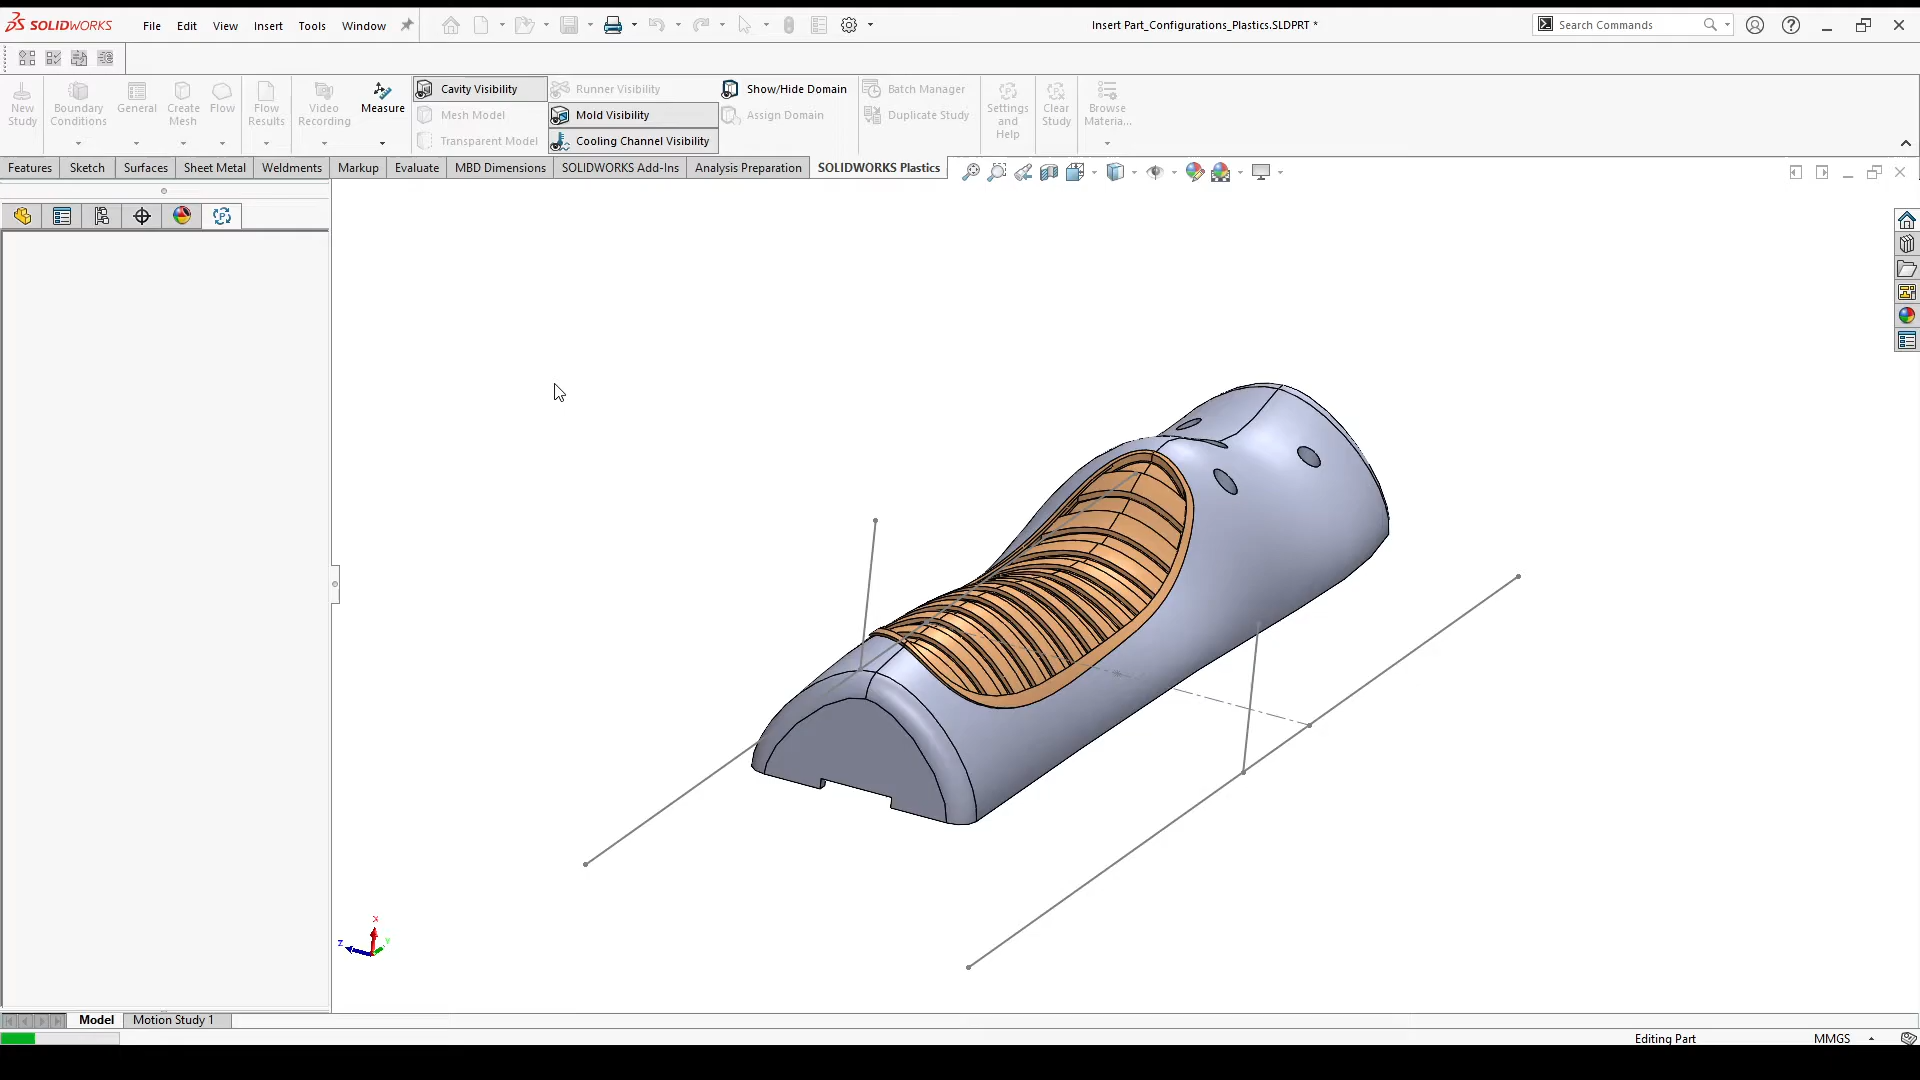 SOLIDWORKS File Edit View Insert Tools Window Insert Part_Configurations_Plastics.SLDPRT * Search Commands
New Study
Boundary Conditions
General
Create Mesh
Flow
Flow Results
Video Recording
Measure
Cavity Visibility
Mesh Model
Transparent Model
Runner Visibility
Mold Visibility
Cooling Channel Visibility
Show/Hide Domain
Assign Domain
Batch Manager
Duplicate Study
Settings and Help
Clear Study
Browse Materia...
Features Sketch Surfaces Sheet Metal Weldments Markup Evaluate MBD Dimensions SOLIDWORKS Add-Ins Analysis Preparation SOLIDWORKS Plastics
X
Z
Y
Model Motion Study 1
Editing Part MMGS